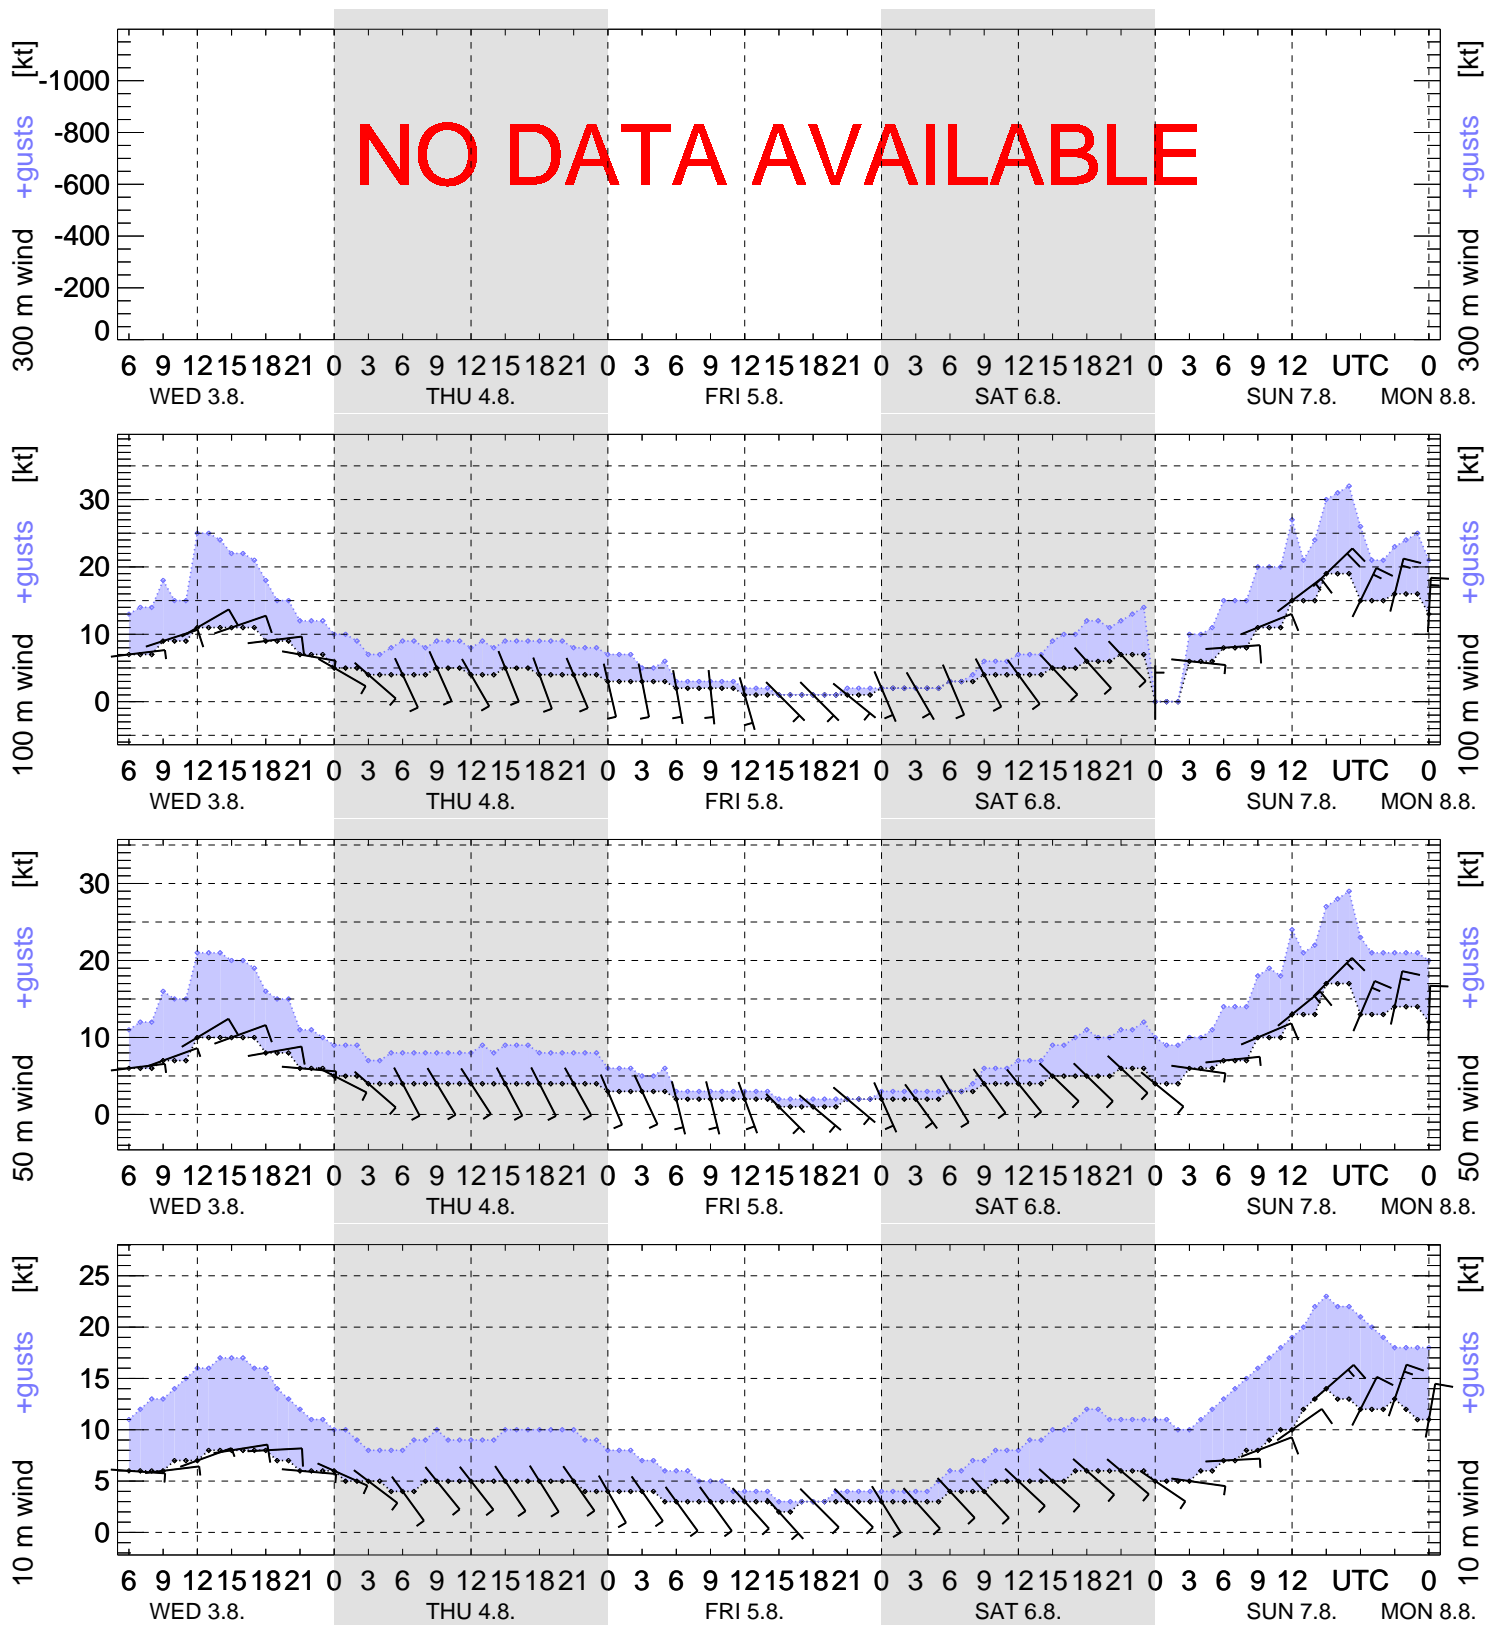 300 m wind +gusts [kt]
-1000
-800
-600
-400
-200
0
NO DATA AVAILABLE
300 m wind +gusts [kt]
6 9 12 15 18 21 0 3 6 9 12 15 18 21 0 3 6 9 12 15 18 21 0 3 6 9 12 15 18 21 0 3 6 9 12 UTC 0
WED 3.8. THU 4.8. FRI 5.8. SAT 6.8. SUN 7.8. MON 8.8.
100 m wind +gusts [kt]
30
20
10
0
100 m wind +gusts [kt]
6 9 12 15 18 21 0 3 6 9 12 15 18 21 0 3 6 9 12 15 18 21 0 3 6 9 12 15 18 21 0 3 6 9 12 UTC 0
WED 3.8. THU 4.8. FRI 5.8. SAT 6.8. SUN 7.8. MON 8.8.
50 m wind +gusts [kt]
30
20
10
0
50 m wind +gusts [kt]
6 9 12 15 18 21 0 3 6 9 12 15 18 21 0 3 6 9 12 15 18 21 0 3 6 9 12 15 18 21 0 3 6 9 12 UTC 0
WED 3.8. THU 4.8. FRI 5.8. SAT 6.8. SUN 7.8. MON 8.8.
10 m wind +gusts [kt]
25
20
15
10
5
0
10 m wind +gusts [kt]
6 9 12 15 18 21 0 3 6 9 12 15 18 21 0 3 6 9 12 15 18 21 0 3 6 9 12 15 18 21 0 3 6 9 12 UTC 0
WED 3.8. THU 4.8. FRI 5.8. SAT 6.8. SUN 7.8. MON 8.8.